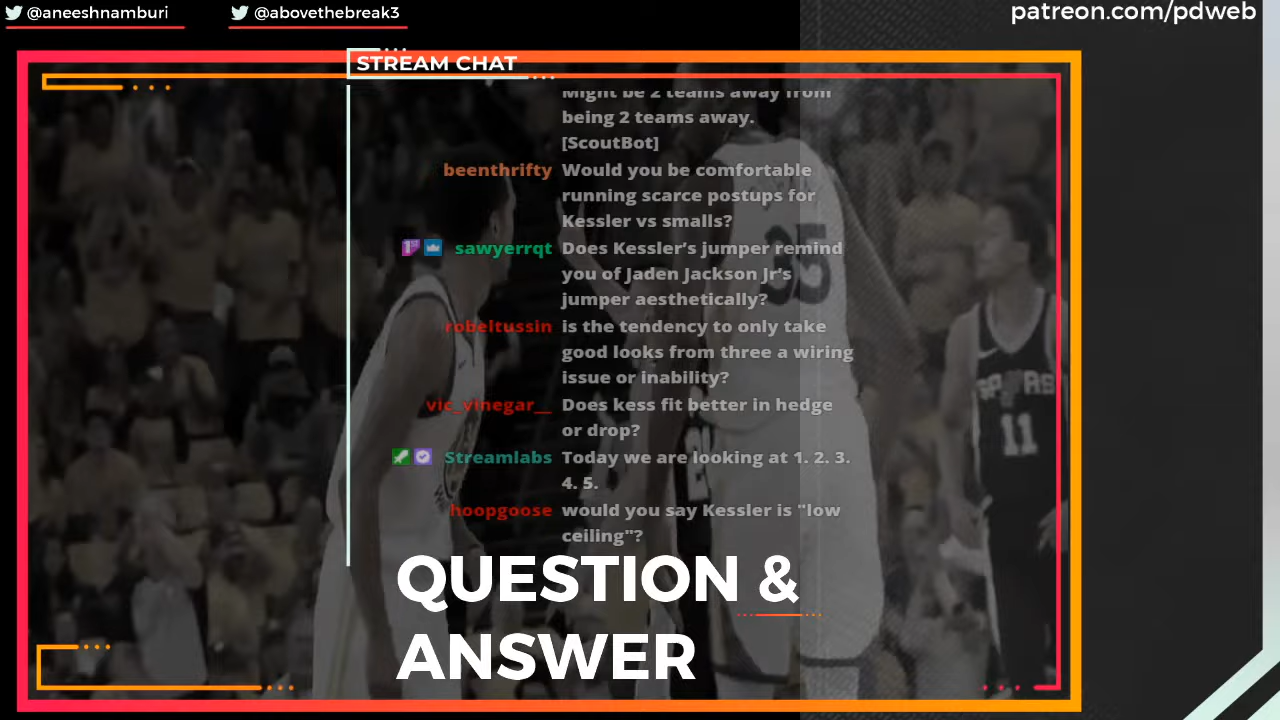 @aneeshnamburi
@abovethebreak3
patreon.com/pdweb
STREAM CHAT
Might be 2 teams away from
being 2 teams away.
[ScoutBot]
beenthrifty Would you be comfortable
running scarce postups for
Kessler vs smalls?
sawyerrqt Does Kessler’s jumper remind
you of Jaden Jackson Jr’s
jumper aesthetically?
robeltussin is the tendency to only take
good looks from three a wiring
issue or inability?
vic_vinegar__ Does kess fit better in hedge
or drop?
Streamlabs Today we are looking at 1. 2. 3.
4. 5.
hoopgoose would you say Kessler is "low
ceiling"?
QUESTION &
ANSWER
35
SPURS
11